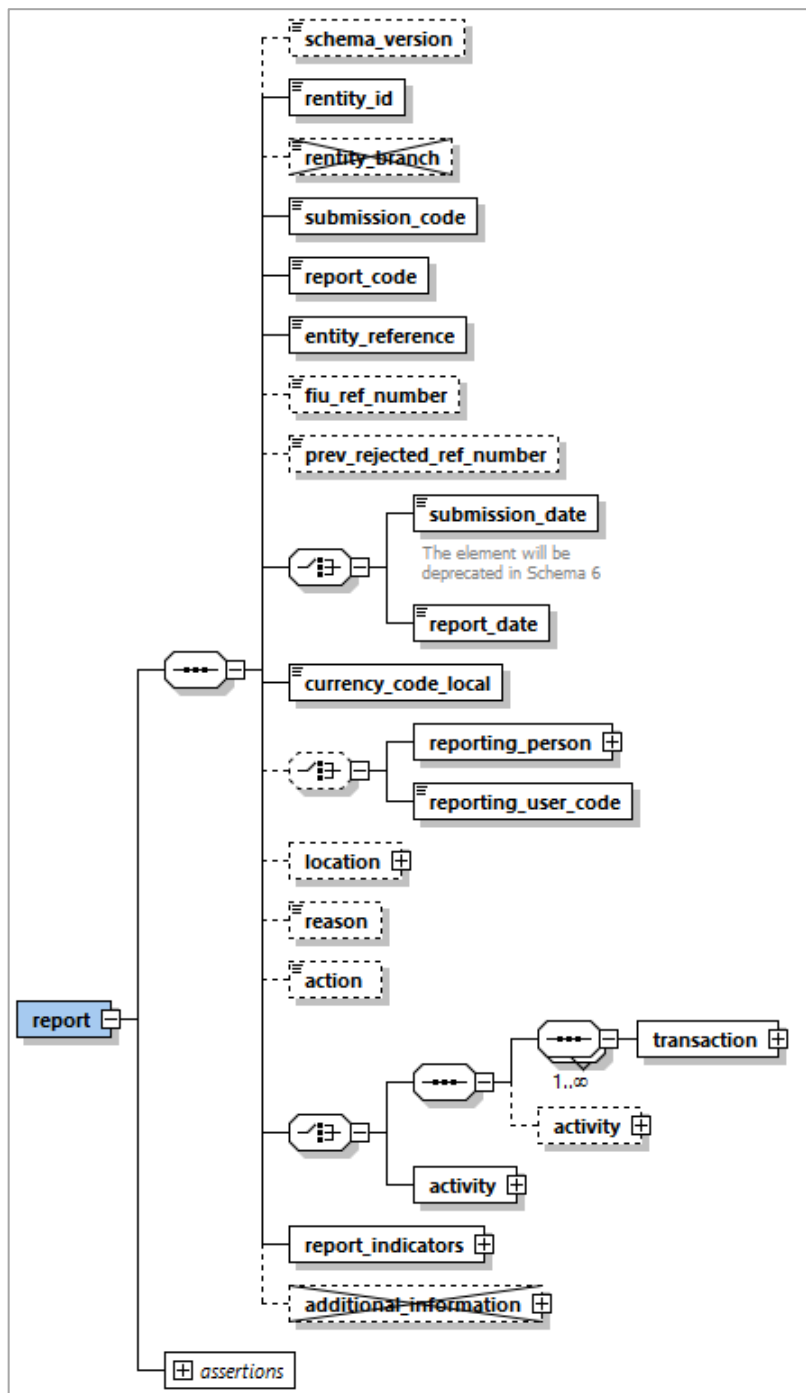 schema_version
rentity_id
rentity_branch
submission_code
report_code
entity_reference
fiu_ref_number
prev_rejected_ref_number
submission_date
The element will be
deprecated in Schema 6
report_date
currency_code_local
reporting_person
reporting_user_code
location
reason
action
report
transaction
1..∞
activity
activity
report_indicators
additional_information
assertions